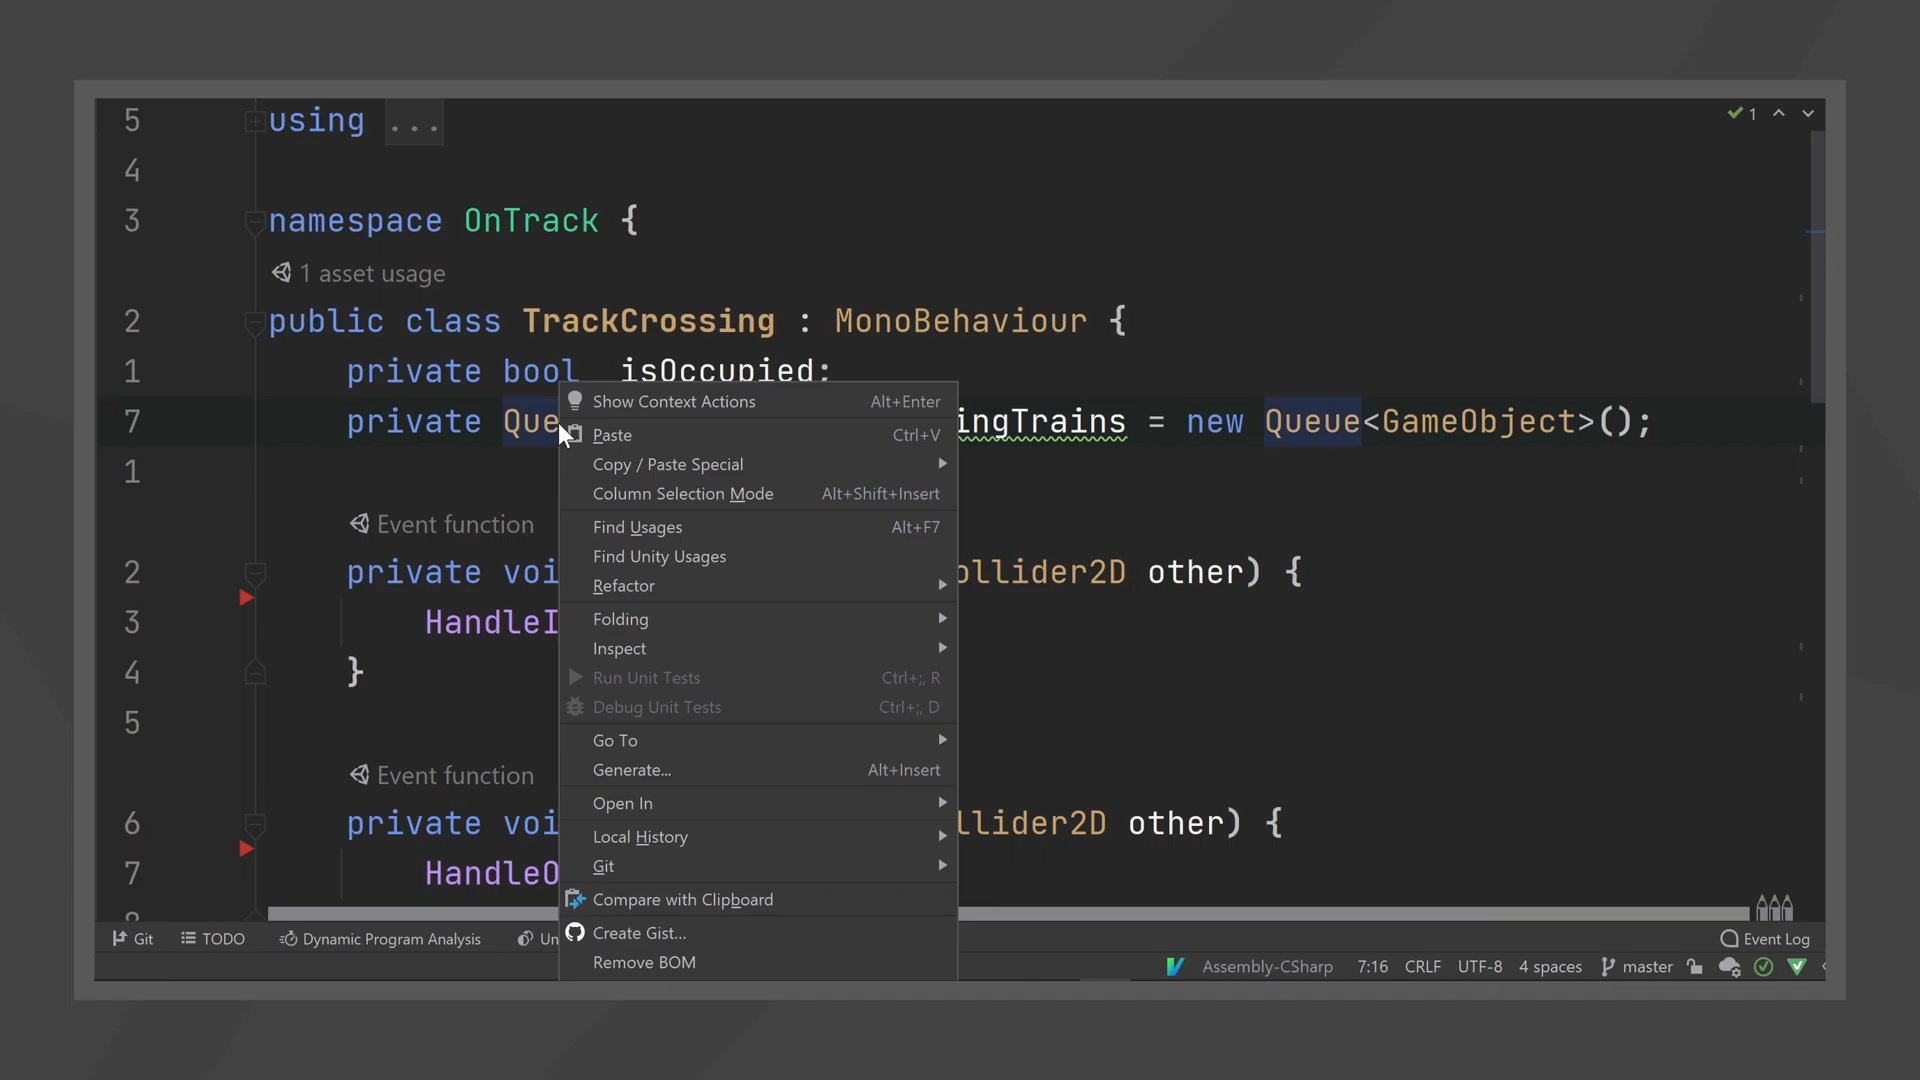 5 using ...
✓ 1
4
3 namespace OnTrack {
1 asset usage
2 public class TrackCrossing : MonoBehaviour {
1 private bool isOccupied;
7 private Que ingTrains = new Queue<GameObject>();
1
Event function
2 private voi ollider2D other) {
3 HandleI
4 }
5
Event function
6 private voi llider2D other) {
7 HandleO
8
Show Context Actions Alt+Enter
Paste Ctrl+V
Copy / Paste Special
Column Selection Mode Alt+Shift+Insert
Find Usages Alt+F7
Find Unity Usages
Refactor
Folding
Inspect
Run Unit Tests Ctrl+;, R
Debug Unit Tests Ctrl+;, D
Go To
Generate... Alt+Insert
Open In
Local History
Git
Compare with Clipboard
Create Gist...
Remove BOM
Git TODO Dynamic Program Analysis Un Event Log
Assembly-CSharp 7:16 CRLF UTF-8 4 spaces master